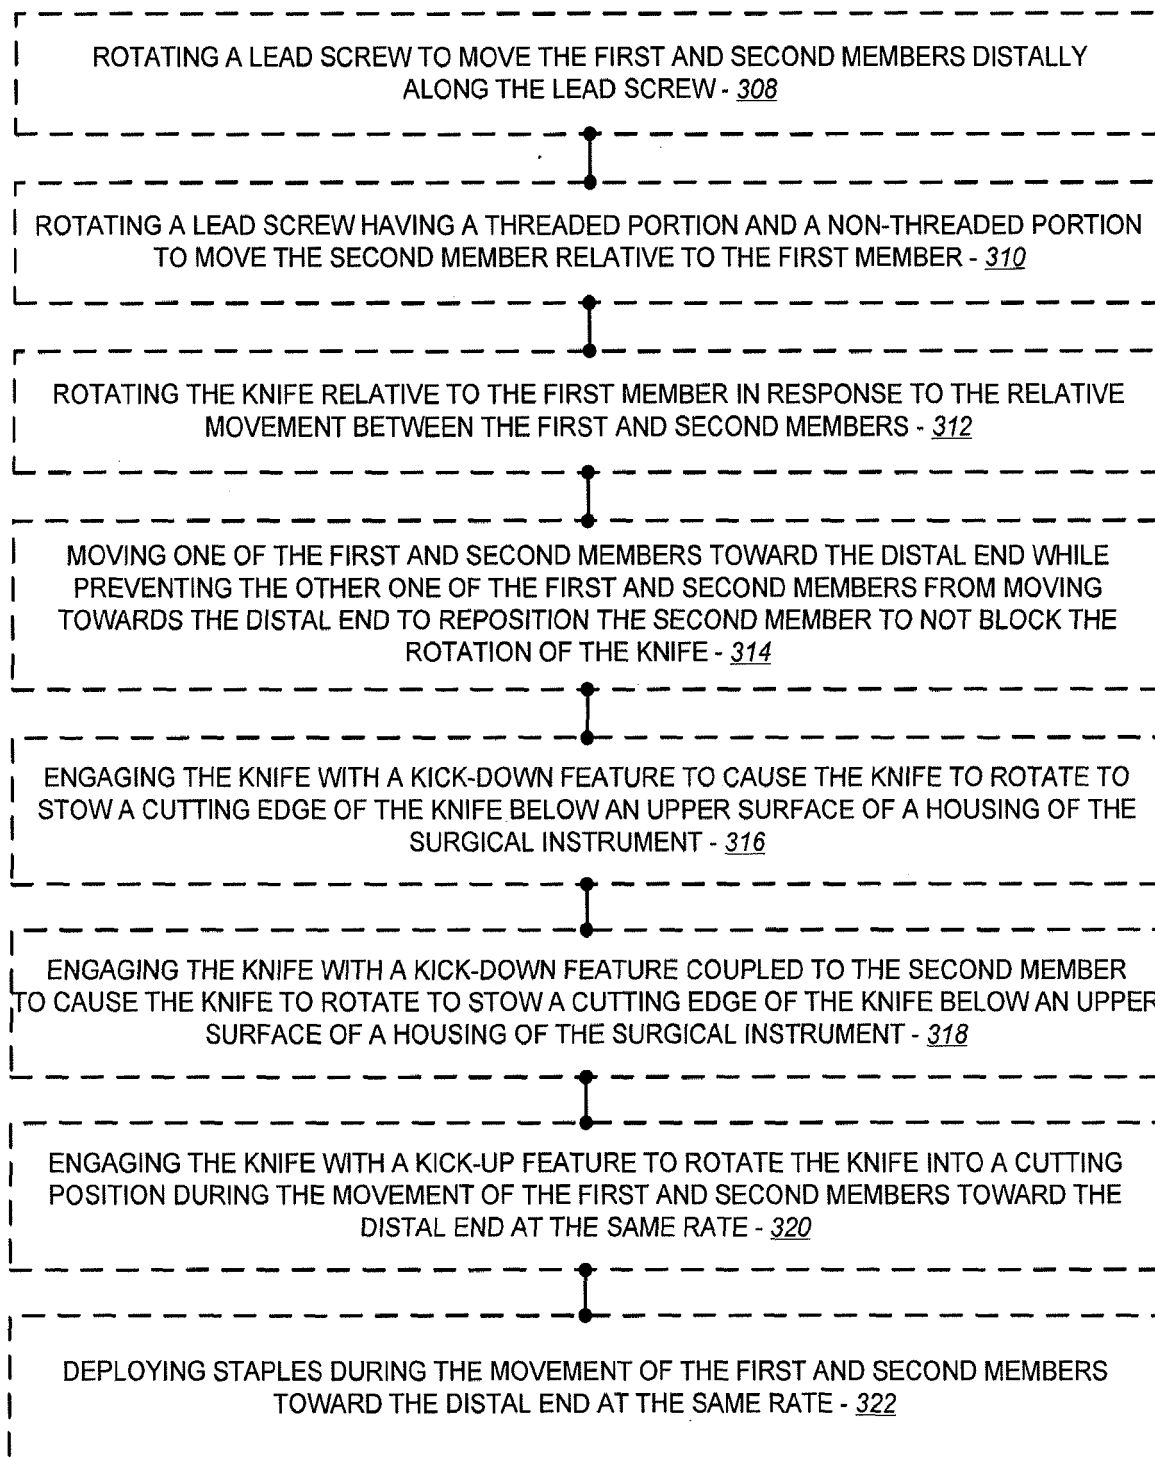 ROTATING A LEAD SCREW TO MOVE THE FIRST AND SECOND MEMBERS DISTALLY
ALONG THE LEAD SCREW - 308
ROTATING A LEAD SCREW HAVING A THREADED PORTION AND A NON-THREADED PORTION
TO MOVE THE SECOND MEMBER RELATIVE TO THE FIRST MEMBER - 310
ROTATING THE KNIFE RELATIVE TO THE FIRST MEMBER IN RESPONSE TO THE RELATIVE
MOVEMENT BETWEEN THE FIRST AND SECOND MEMBERS - 312
MOVING ONE OF THE FIRST AND SECOND MEMBERS TOWARD THE DISTAL END WHILE
PREVENTING THE OTHER ONE OF THE FIRST AND SECOND MEMBERS FROM MOVING
TOWARDS THE DISTAL END TO REPOSITION THE SECOND MEMBER TO NOT BLOCK THE
ROTATION OF THE KNIFE - 314
ENGAGING THE KNIFE WITH A KICK-DOWN FEATURE TO CAUSE THE KNIFE TO ROTATE TO
STOW A CUTTING EDGE OF THE KNIFE BELOW AN UPPER SURFACE OF A HOUSING OF THE
SURGICAL INSTRUMENT - 316
ENGAGING THE KNIFE WITH A KICK-DOWN FEATURE COUPLED TO THE SECOND MEMBER
TO CAUSE THE KNIFE TO ROTATE TO STOW A CUTTING EDGE OF THE KNIFE BELOW AN UPPER
SURFACE OF A HOUSING OF THE SURGICAL INSTRUMENT - 318
ENGAGING THE KNIFE WITH A KICK-UP FEATURE TO ROTATE THE KNIFE INTO A CUTTING
POSITION DURING THE MOVEMENT OF THE FIRST AND SECOND MEMBERS TOWARD THE
DISTAL END AT THE SAME RATE - 320
DEPLOYING STAPLES DURING THE MOVEMENT OF THE FIRST AND SECOND MEMBERS
TOWARD THE DISTAL END AT THE SAME RATE - 322